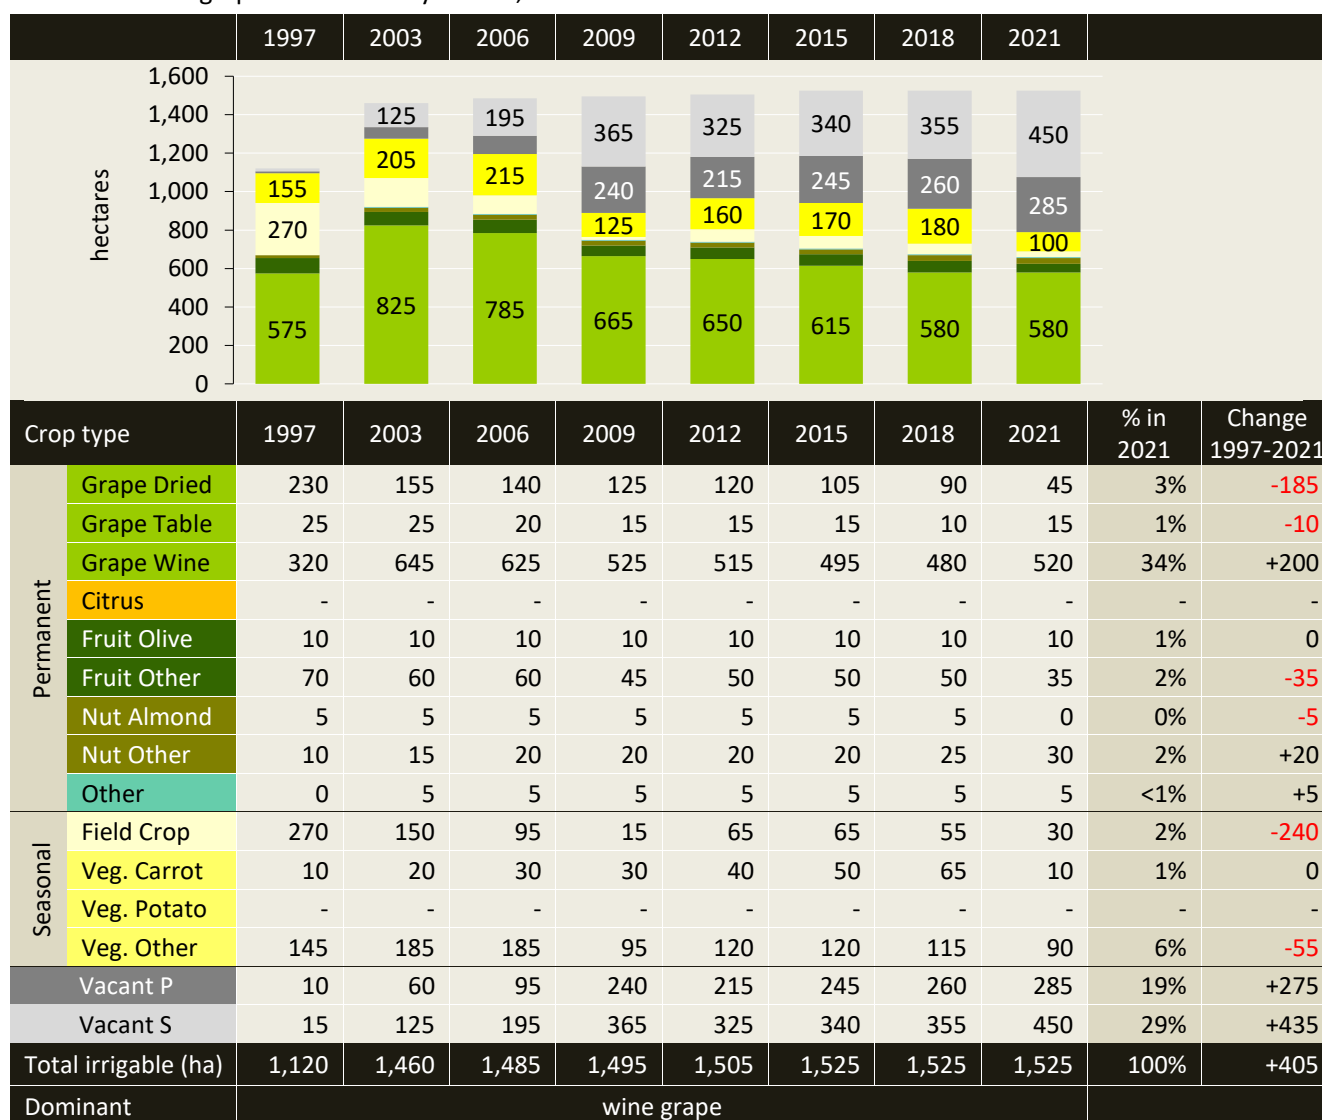 1997 2003 2006 2009 2012 2015 2018 2021
1,600
1,400
1,200
1,000
800
600
400
200
0
hectares
125 195 365 325 340 355 450
155 205 215 240 215 245 260 285
270 125 160 170 180 100
575 825 785 665 650 615 580 580
Crop type 1997 2003 2006 2009 2012 2015 2018 2021 % in 2021 Change 1997-2021
Permanent
Grape Dried 230 155 140 125 120 105 90 45 3% -185
Grape Table 25 25 20 15 15 15 10 15 1% -10
Grape Wine 320 645 625 525 515 495 480 520 34% +200
Citrus - - - - - - - - - -
Fruit Olive 10 10 10 10 10 10 10 10 1% 0
Fruit Other 70 60 60 45 50 50 50 35 2% -35
Nut Almond 5 5 5 5 5 5 5 0 0% -5
Nut Other 10 15 20 20 20 20 25 30 2% +20
Other 0 5 5 5 5 5 5 5 <1% +5
Seasonal
Field Crop 270 150 95 15 65 65 55 30 2% -240
Veg. Carrot 10 20 30 30 40 50 65 10 1% 0
Veg. Potato - - - - - - - - - -
Veg. Other 145 185 185 95 120 120 115 90 6% -55
Vacant P 10 60 95 240 215 245 260 285 19% +275
Vacant S 15 125 195 365 325 340 355 450 29% +435
Total irrigable (ha) 1,120 1,460 1,485 1,495 1,505 1,525 1,525 1,525 100% +405
Dominant wine grape